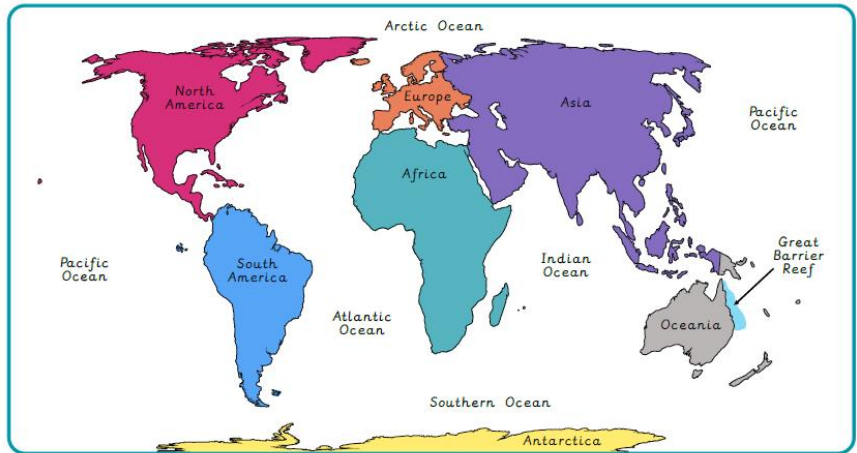 Arctic Ocean
North
America
Europe
Asia
Pacific
Ocean
Africa
Pacific
Ocean
South
America
Atlantic
Ocean
Indian
Ocean
Great
Barrier
Reef
Oceania
Southern Ocean
Antarctica